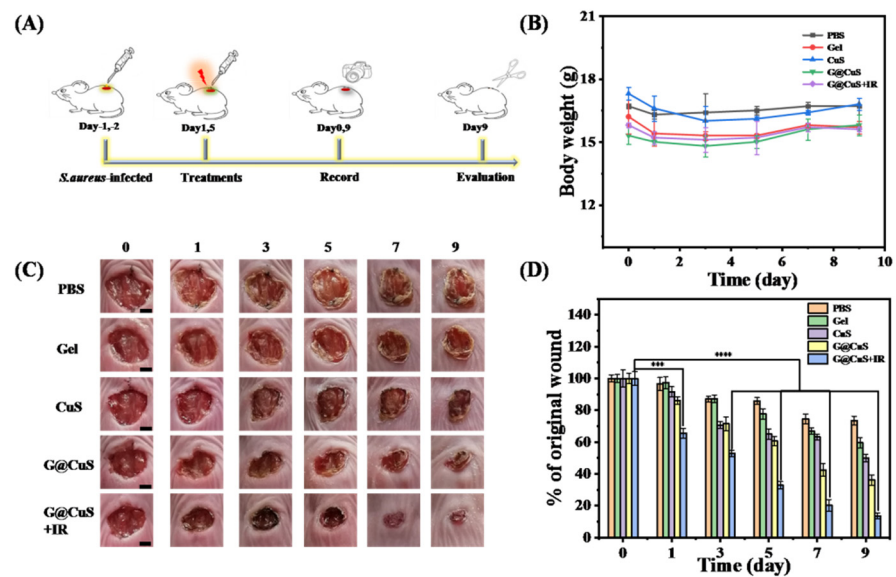 (A)
Day-1,-2
Day1,5
Day0,9
Day9
S.aureus-infected
Treatments
Record
Evaluation
(B)
Body weight (g)
21
18
15
12
9
0
2
4
6
8
10
Time (day)
PBS
Gel
CuS
G@CuS
G@CuS+IR
(C)
0 1 3 5 7 9
PBS
Gel
CuS
G@CuS
G@CuS
+IR
(D)
% of original wound
140
120
100
80
60
40
20
0
0 1 3 5 7 9
Time (day)
PBS
Gel
CuS
G@CuS
G@CuS+IR
***
****